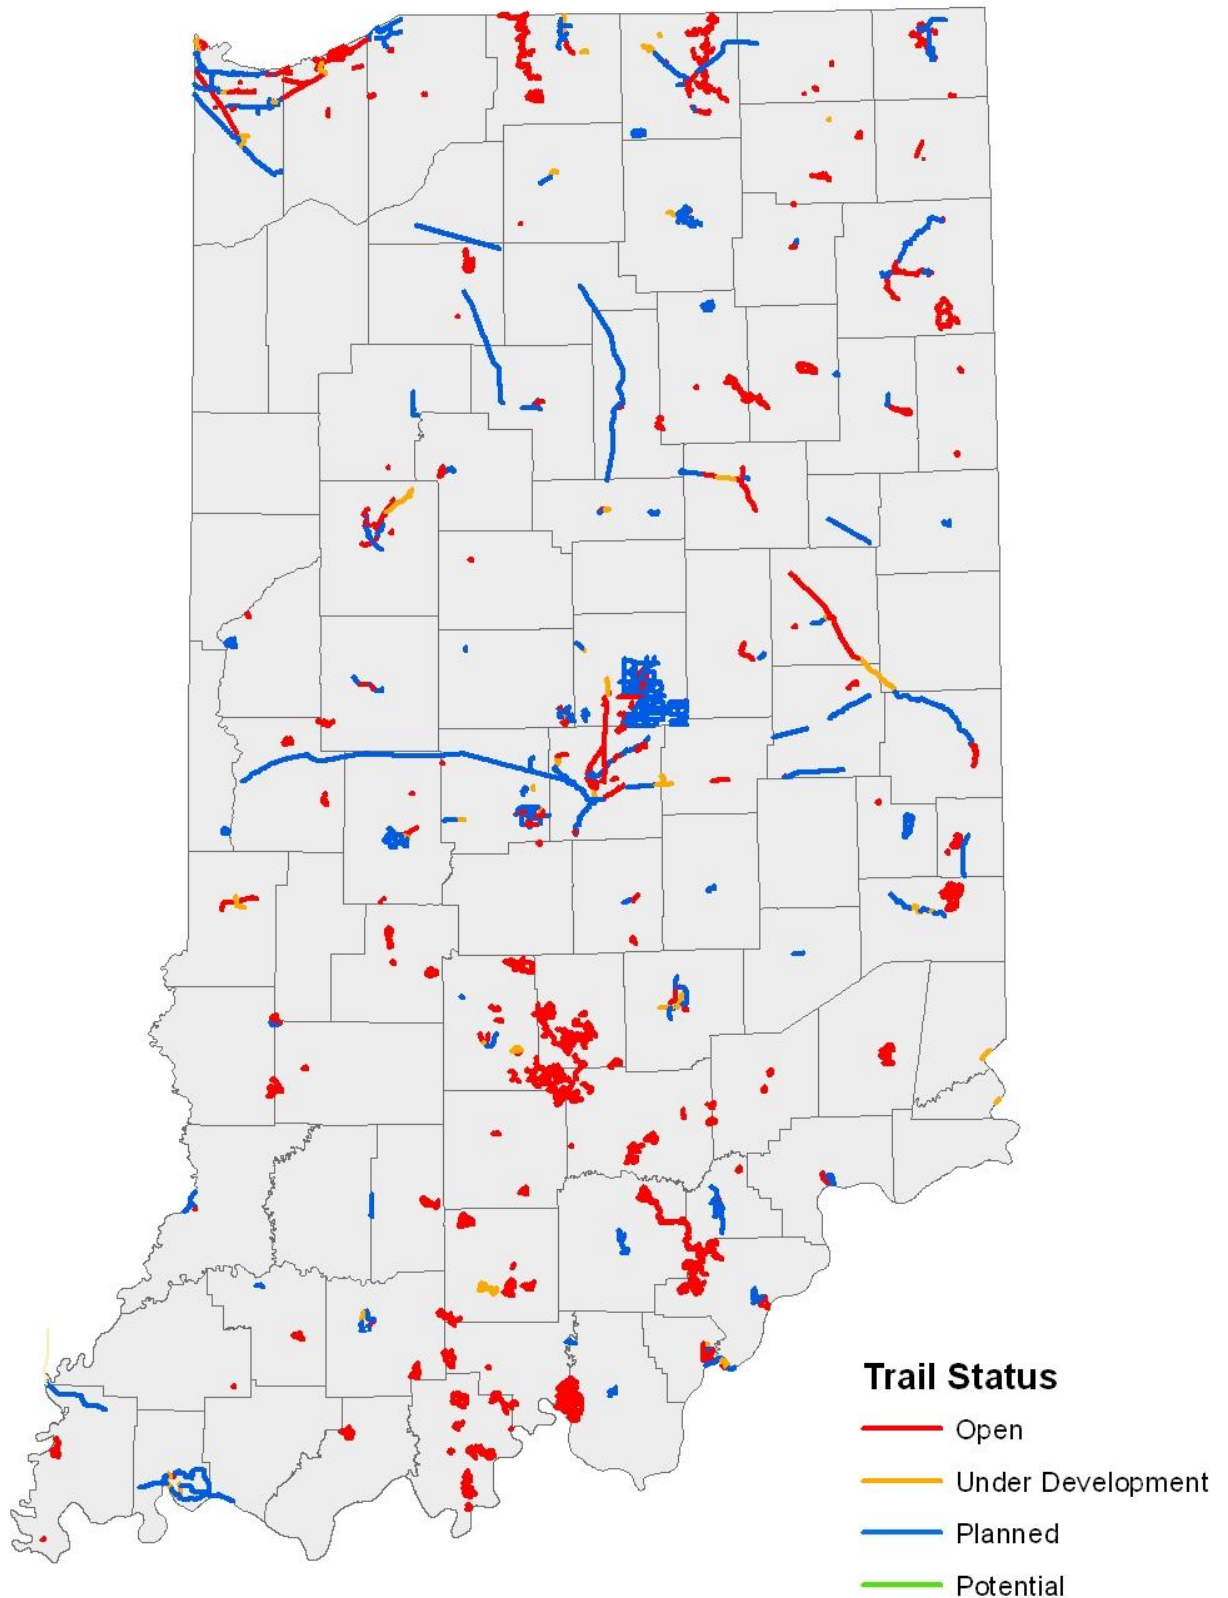 Trail Status
Open
Under Development
Planned
Potential